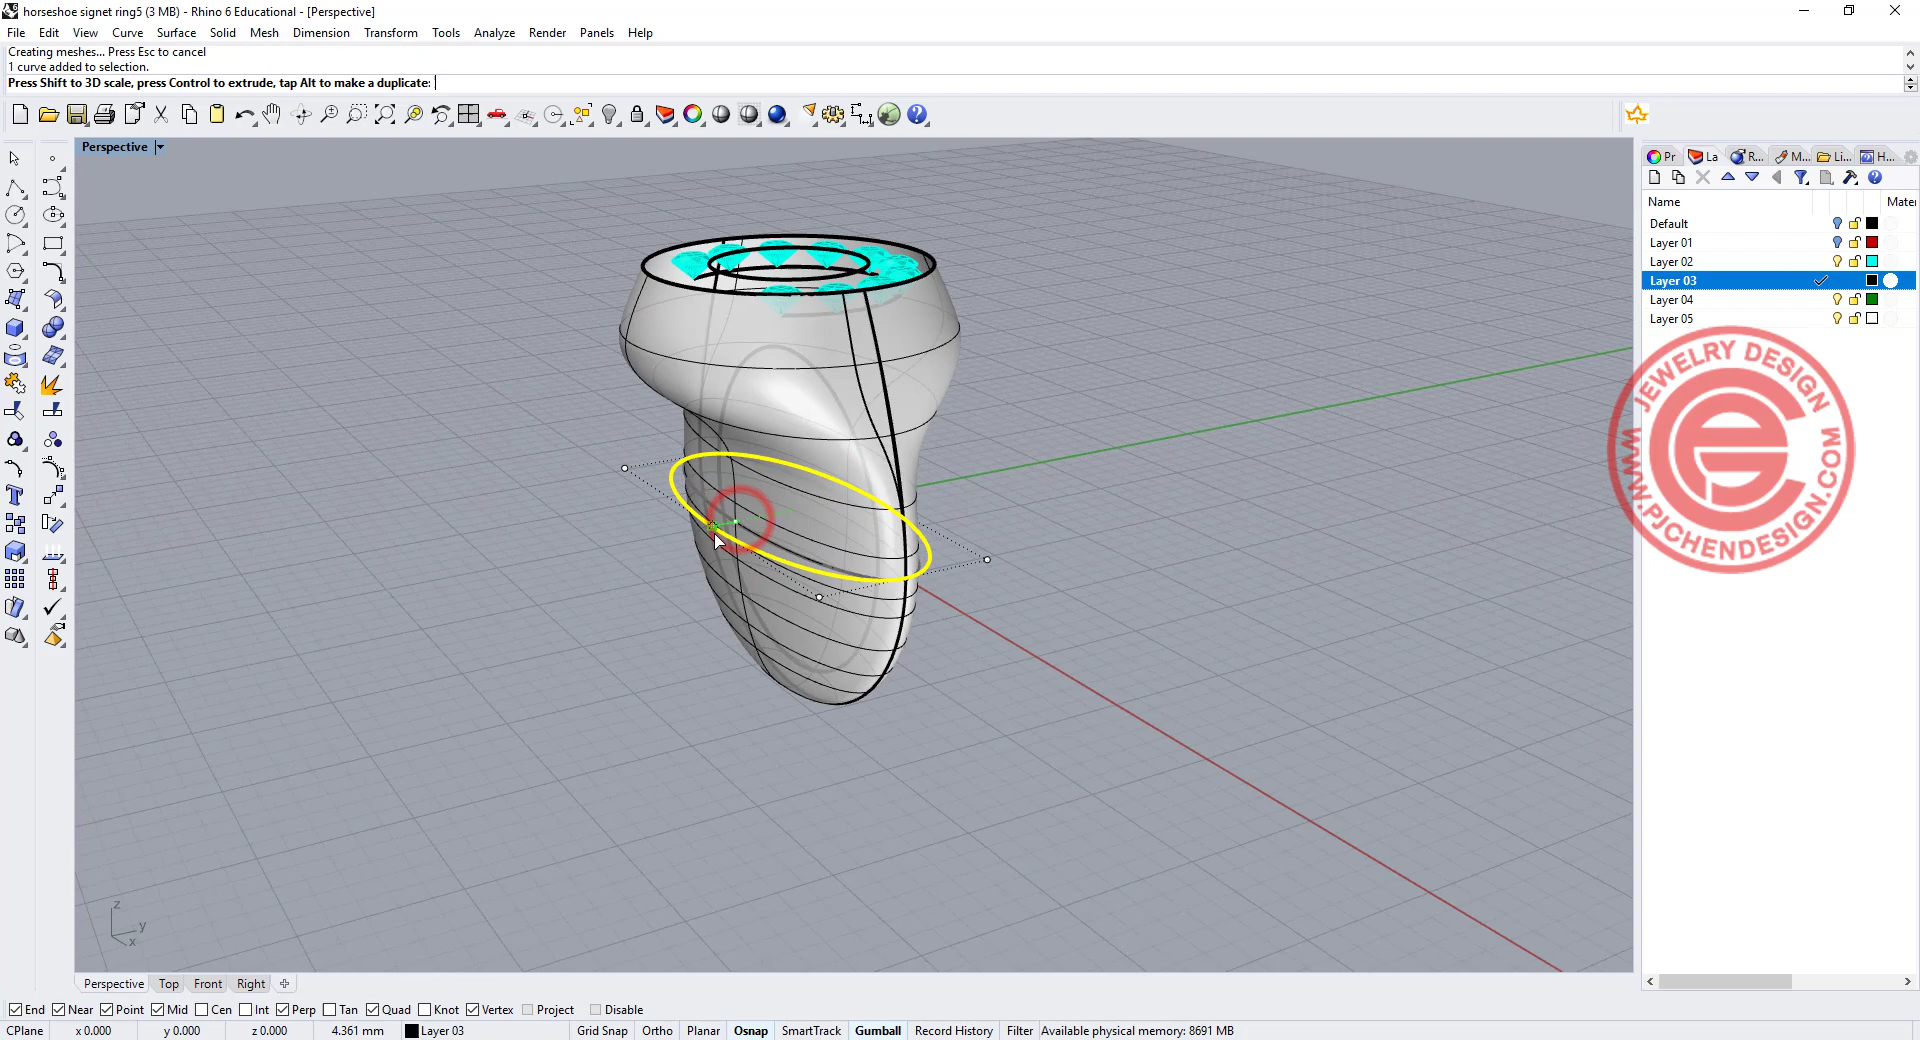 horseshoe signet ring5 (3 MB) - Rhino 6 Educational - [Perspective]
File Edit View Curve Surface Solid Mesh Dimension Transform Tools Analyze Render Panels Help
Creating meshes... Press Esc to cancel
1 curve added to selection.
Press Shift to 3D scale, press Control to extrude, tap Alt to make a duplicate:
Perspective
Pr La R... M... Li... H...
Name Mate
Default
Layer 01
Layer 02
Layer 03
Layer 04
Layer 05
JEWELRY DESIGN
WWW.PJCHENDESIGN.COM
z
y
x
Perspective Top Front Right
End Near Point Mid Cen Int Perp Tan Quad Knot Vertex Project Disable
CPlane x 0.000 y 0.000 z 0.000 4.361 mm Layer 03 Grid Snap Ortho Planar Osnap SmartTrack Gumball Record History Filter Available physical memory: 8691 MB